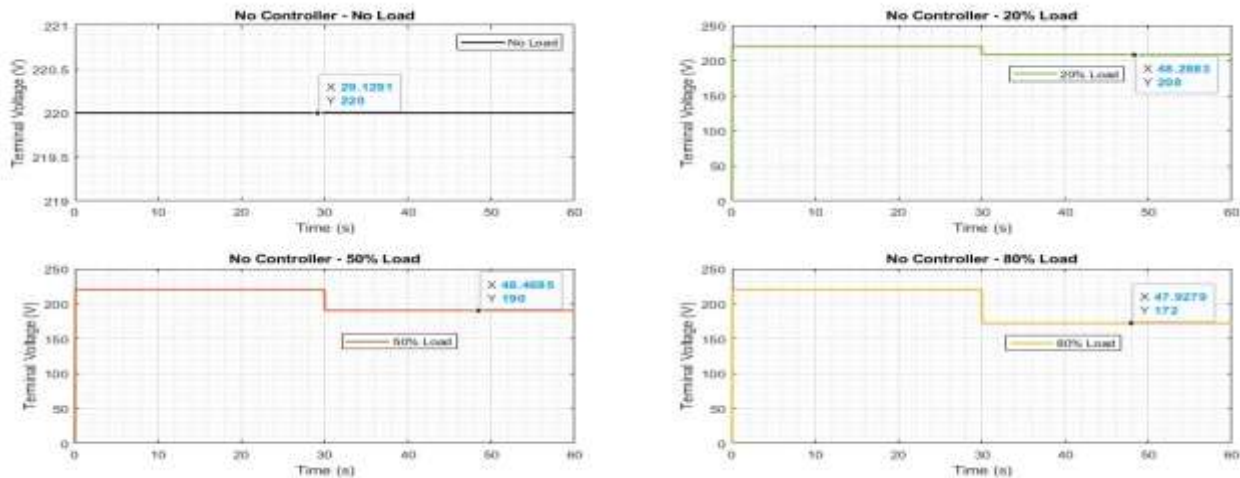 No Controller - No Load
Terminal Voltage (V)
221
220.5
220
219.5
219
No Load
X 29.1291
Y 220
0 10 20 30 40 50 60
Time (s)
No Controller - 20% Load
Terminal Voltage (V)
250
200
150
100
50
0
20% Load
X 48.2883
Y 208
0 10 20 30 40 50 60
Time (s)
No Controller - 50% Load
Terminal Voltage (V)
250
200
150
100
50
0
X 48.4685
Y 190
50% Load
0 10 20 30 40 50 60
Time (s)
No Controller - 80% Load
Terminal Voltage (V)
250
200
150
100
50
0
X 47.9279
Y 172
80% Load
0 10 20 30 40 50 60
Time (s)